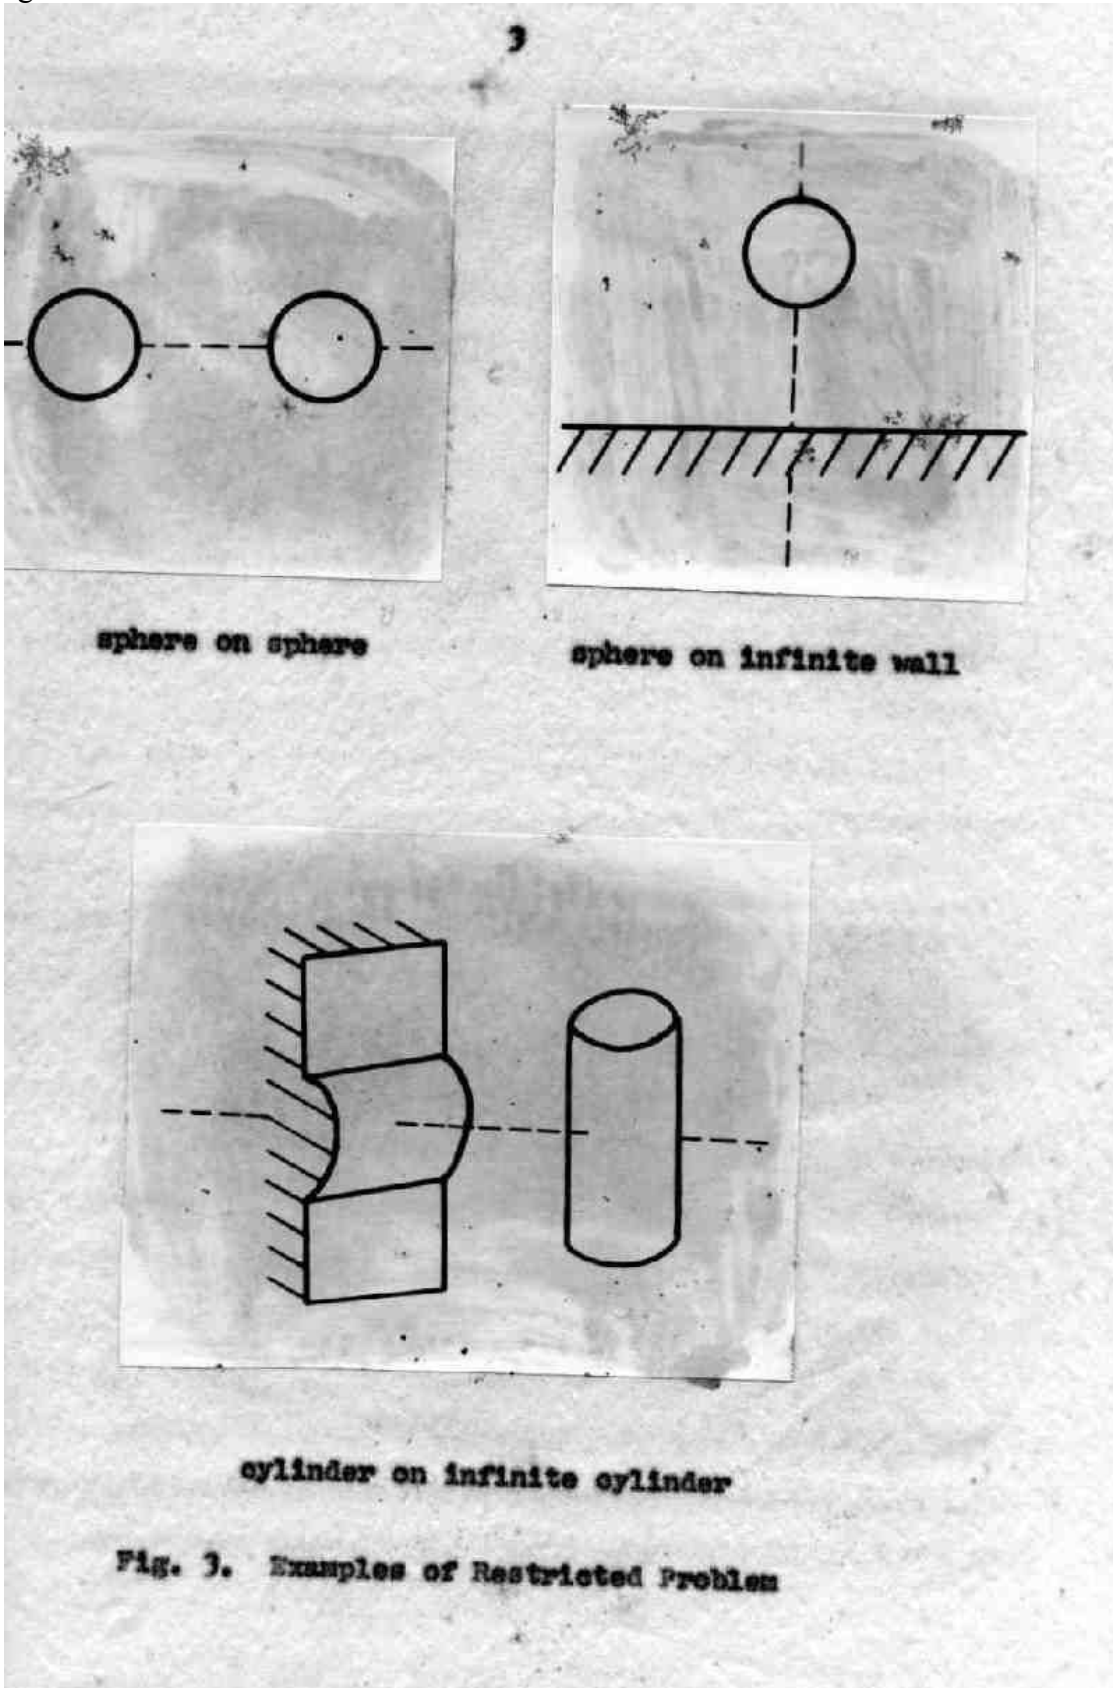 3
sphere on sphere
sphere on infinite wall
cylinder on infinite cylinder
Fig. 3. Examples of Restricted Problem